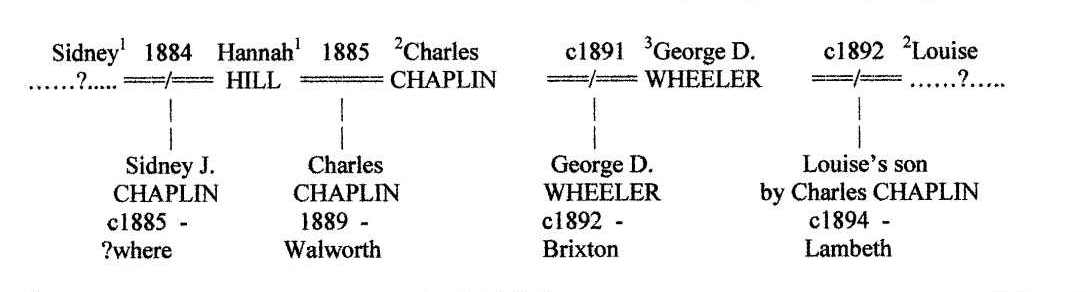 Sidney¹ 1884 Hannah¹ 1885 ²Charles c1891 ³George D. c1892 ²Louise
......?..... ===/=== HILL ====== CHAPLIN ===/=== WHEELER ===/=== ......?.....
Sidney J. Charles George D. Louise's son
CHAPLIN CHAPLIN WHEELER by Charles CHAPLIN
c1885 - 1889 - c1892 - c1894 -
?where Walworth Brixton Lambeth